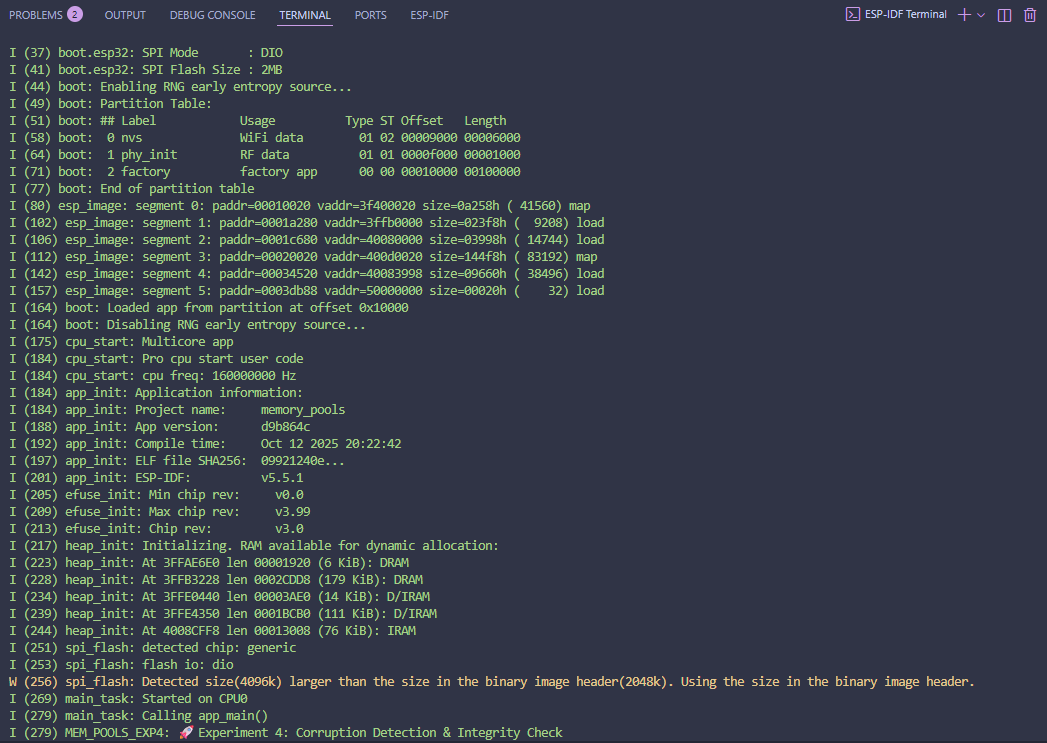 PROBLEMS 2 OUTPUT DEBUG CONSOLE TERMINAL PORTS ESP-IDF ESP-IDF Terminal
I (37) boot.esp32: SPI Mode       : DIO
I (41) boot.esp32: SPI Flash Size : 2MB
I (44) boot: Enabling RNG early entropy source...
I (49) boot: Partition Table:
I (51) boot: ## Label            Usage          Type ST Offset   Length
I (58) boot:  0 nvs              WiFi data        01 02 00009000 00006000
I (64) boot:  1 phy_init         RF data          01 01 0000f000 00001000
I (71) boot:  2 factory          factory app      00 00 00010000 00100000
I (77) boot: End of partition table
I (80) esp_image: segment 0: paddr=00010020 vaddr=3f400020 size=0a258h ( 41560) map
I (102) esp_image: segment 1: paddr=0001a280 vaddr=3ffb0000 size=023f8h (  9208) load
I (106) esp_image: segment 2: paddr=0001c680 vaddr=40080000 size=03998h ( 14744) load
I (112) esp_image: segment 3: paddr=00020020 vaddr=400d0020 size=144f8h ( 83192) map
I (142) esp_image: segment 4: paddr=00034520 vaddr=40083998 size=09660h ( 38496) load
I (157) esp_image: segment 5: paddr=0003db88 vaddr=50000000 size=00020h (    32) load
I (164) boot: Loaded app from partition at offset 0x10000
I (164) boot: Disabling RNG early entropy source...
I (175) cpu_start: Multicore app
I (184) cpu_start: Pro cpu start user code
I (184) cpu_start: cpu freq: 160000000 Hz
I (184) app_init: Application information:
I (184) app_init: Project name:     memory_pools
I (188) app_init: App version:      d9b864c
I (192) app_init: Compile time:     Oct 12 2025 20:22:42
I (197) app_init: ELF file SHA256:  09921240e...
I (201) app_init: ESP-IDF:          v5.5.1
I (205) efuse_init: Min chip rev:     v0.0
I (209) efuse_init: Max chip rev:     v3.99
I (213) efuse_init: Chip rev:         v3.0
I (217) heap_init: Initializing. RAM available for dynamic allocation:
I (223) heap_init: At 3FFAE6E0 len 00001920 (6 KiB): DRAM
I (228) heap_init: At 3FFB3228 len 0002CDD8 (179 KiB): DRAM
I (234) heap_init: At 3FFE0440 len 00003AE0 (14 KiB): D/IRAM
I (239) heap_init: At 3FFE4350 len 0001BCB0 (111 KiB): D/IRAM
I (244) heap_init: At 4008CFF8 len 00013008 (76 KiB): IRAM
I (251) spi_flash: detected chip: generic
I (253) spi_flash: flash io: dio
W (256) spi_flash: Detected size(4096k) larger than the size in the binary image header(2048k). Using the size in the binary image header.
I (269) main_task: Started on CPU0
I (279) main_task: Calling app_main()
I (279) MEM_POOLS_EXP4: 🚀 Experiment 4: Corruption Detection & Integrity Check